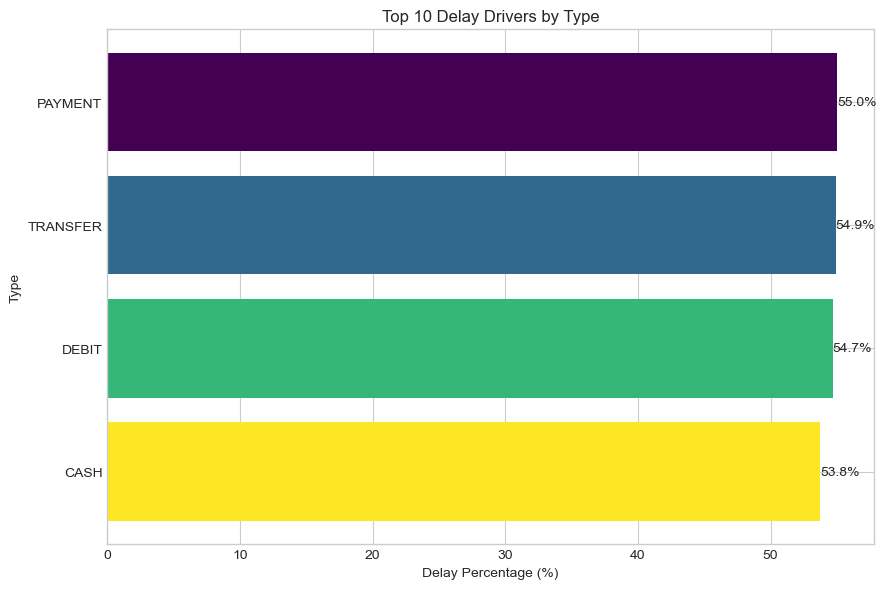 Top 10 Delay Drivers by Type
PAYMENT
55.0%
TRANSFER
54.9%
DEBIT
54.7%
CASH
53.8%
Type
0 10 20 30 40 50
Delay Percentage (%)